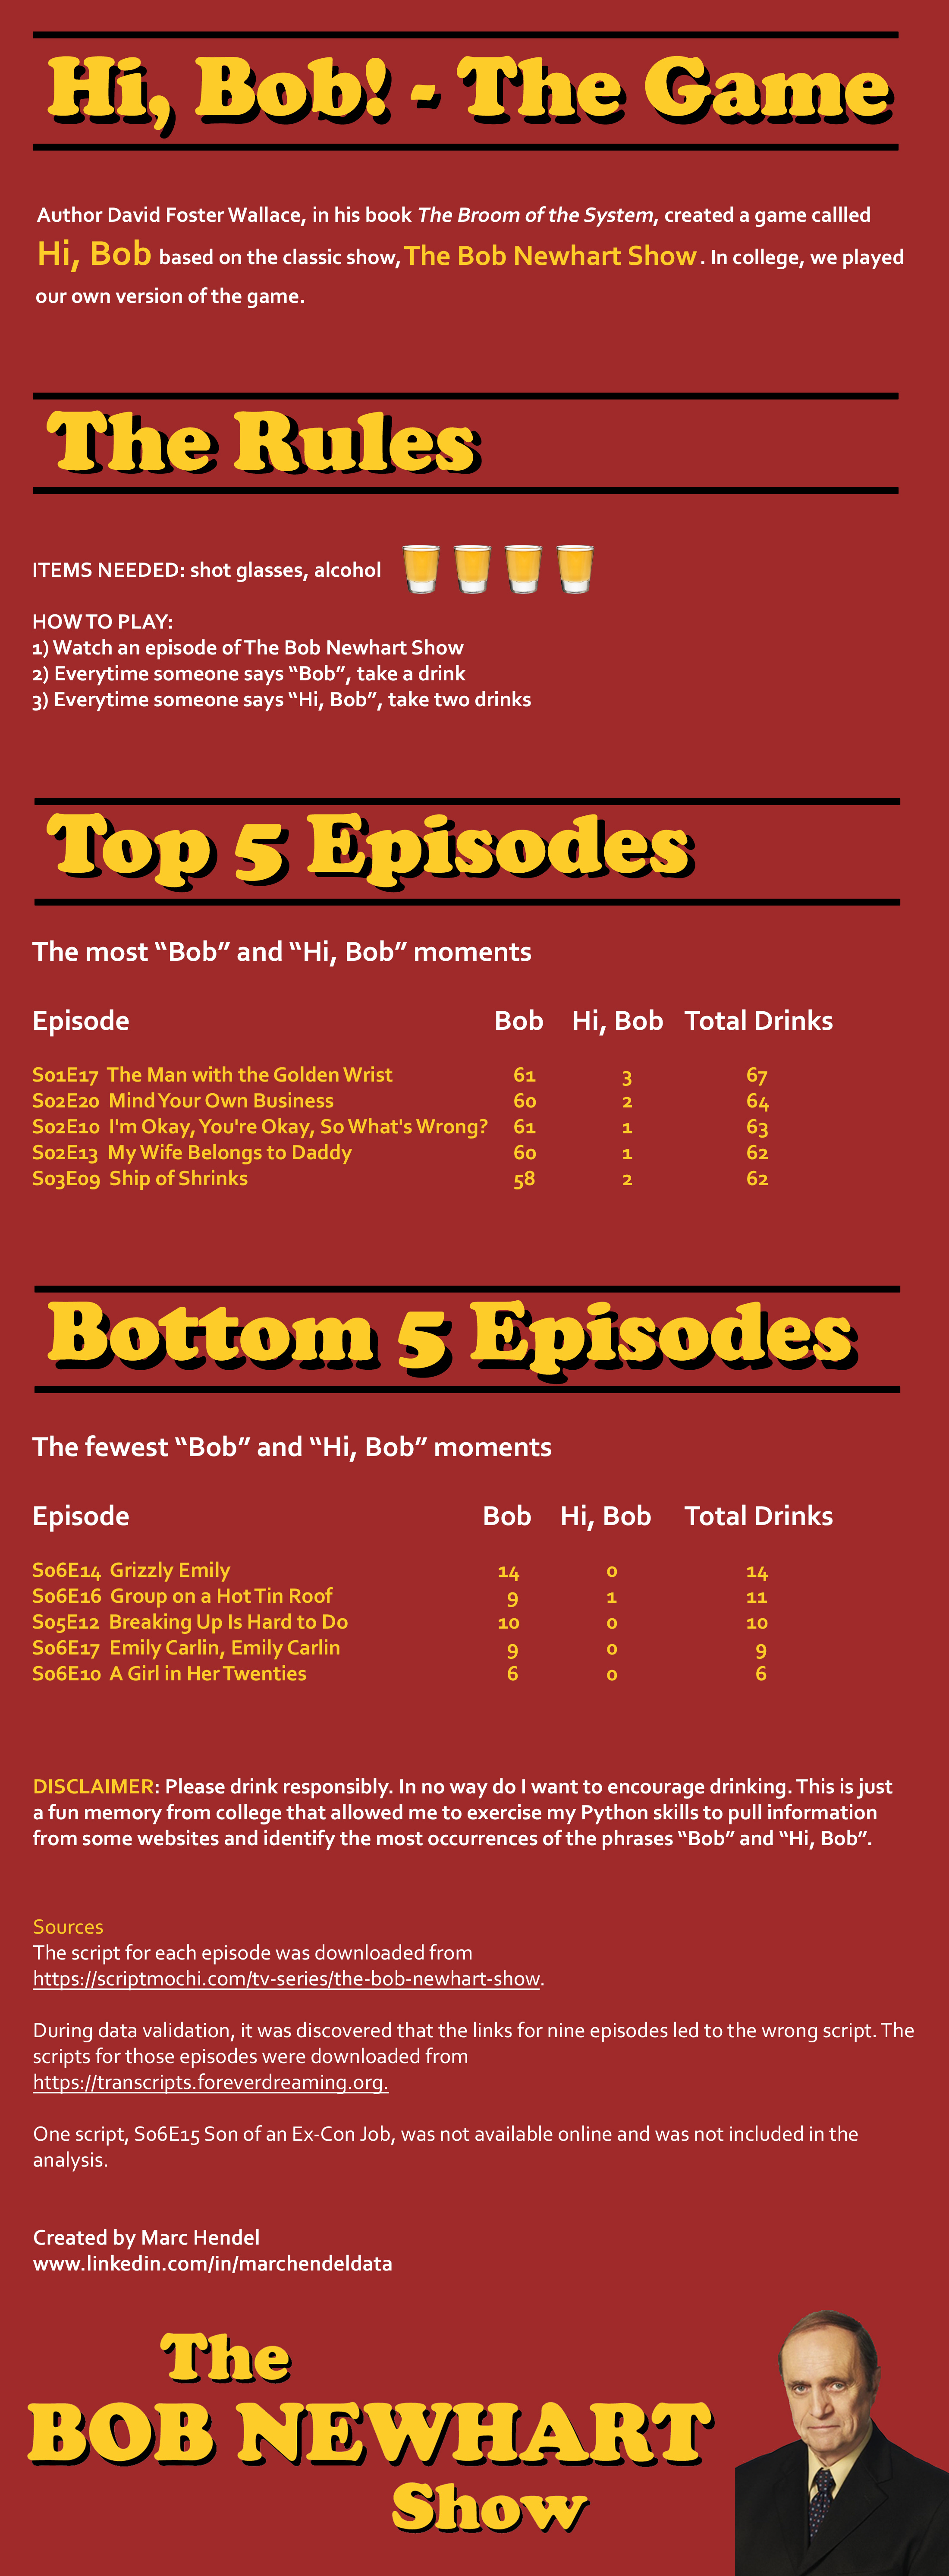 Hi, Bob! - The Game
Author David Foster Wallace, in his book The Broom of the System, created a game callled
Hi, Bob based on the classic show, The Bob Newhart Show . In college, we played
our own version of the game.
The Rules
ITEMS NEEDED: shot glasses, alcohol
HOW TO PLAY:
1) Watch an episode of The Bob Newhart Show
2) Everytime someone says “Bob”, take a drink
3) Everytime someone says “Hi, Bob”, take two drinks
Top 5 Episodes
The most “Bob” and “Hi, Bob” moments
Episode Bob Hi, Bob Total Drinks
S01E17 The Man with the Golden Wrist 61 3 67
S02E20 Mind Your Own Business 60 2 64
S02E10 I'm Okay, You're Okay, So What's Wrong? 61 1 63
S02E13 My Wife Belongs to Daddy 60 1 62
S03E09 Ship of Shrinks 58 2 62
Bottom 5 Episodes
The fewest “Bob” and “Hi, Bob” moments
Episode Bob Hi, Bob Total Drinks
S06E14 Grizzly Emily 14 0 14
S06E16 Group on a Hot Tin Roof 9 1 11
S05E12 Breaking Up Is Hard to Do 10 0 10
S06E17 Emily Carlin, Emily Carlin 9 0 9
S06E10 A Girl in Her Twenties 6 0 6
DISCLAIMER: Please drink responsibly. In no way do I want to encourage drinking. This is just
a fun memory from college that allowed me to exercise my Python skills to pull information
from some websites and identify the most occurrences of the phrases “Bob” and “Hi, Bob”.
Sources
The script for each episode was downloaded from
https://scriptmochi.com/tv-series/the-bob-newhart-show.
During data validation, it was discovered that the links for nine episodes led to the wrong script. The
scripts for those episodes were downloaded from
https://transcripts.foreverdreaming.org.
One script, S06E15 Son of an Ex-Con Job, was not available online and was not included in the
analysis.
Created by Marc Hendel
www.linkedin.com/in/marchendeldata
The
BOB NEWHART
Show